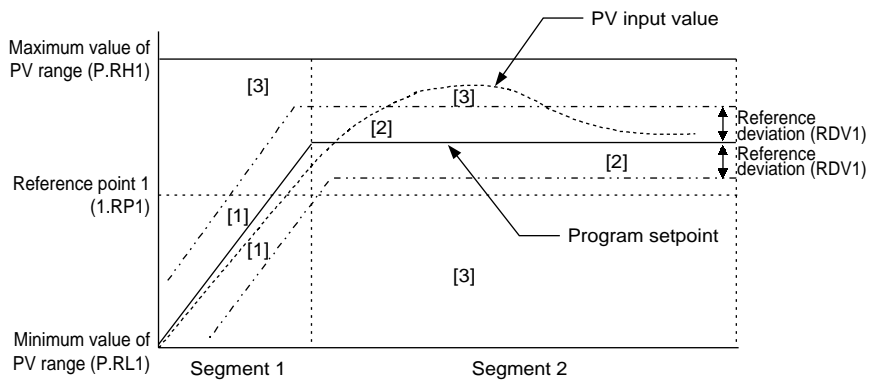 PV input value
Maximum value of
PV range (P.RH1)
[3]
[3]
[2]
Reference
deviation (RDV1)
Reference
deviation (RDV1)
[2]
Reference point 1
(1.RP1)
[1]
[1]
Program setpoint
[3]
Minimum value of
PV range (P.RL1)
Segment 1
Segment 2